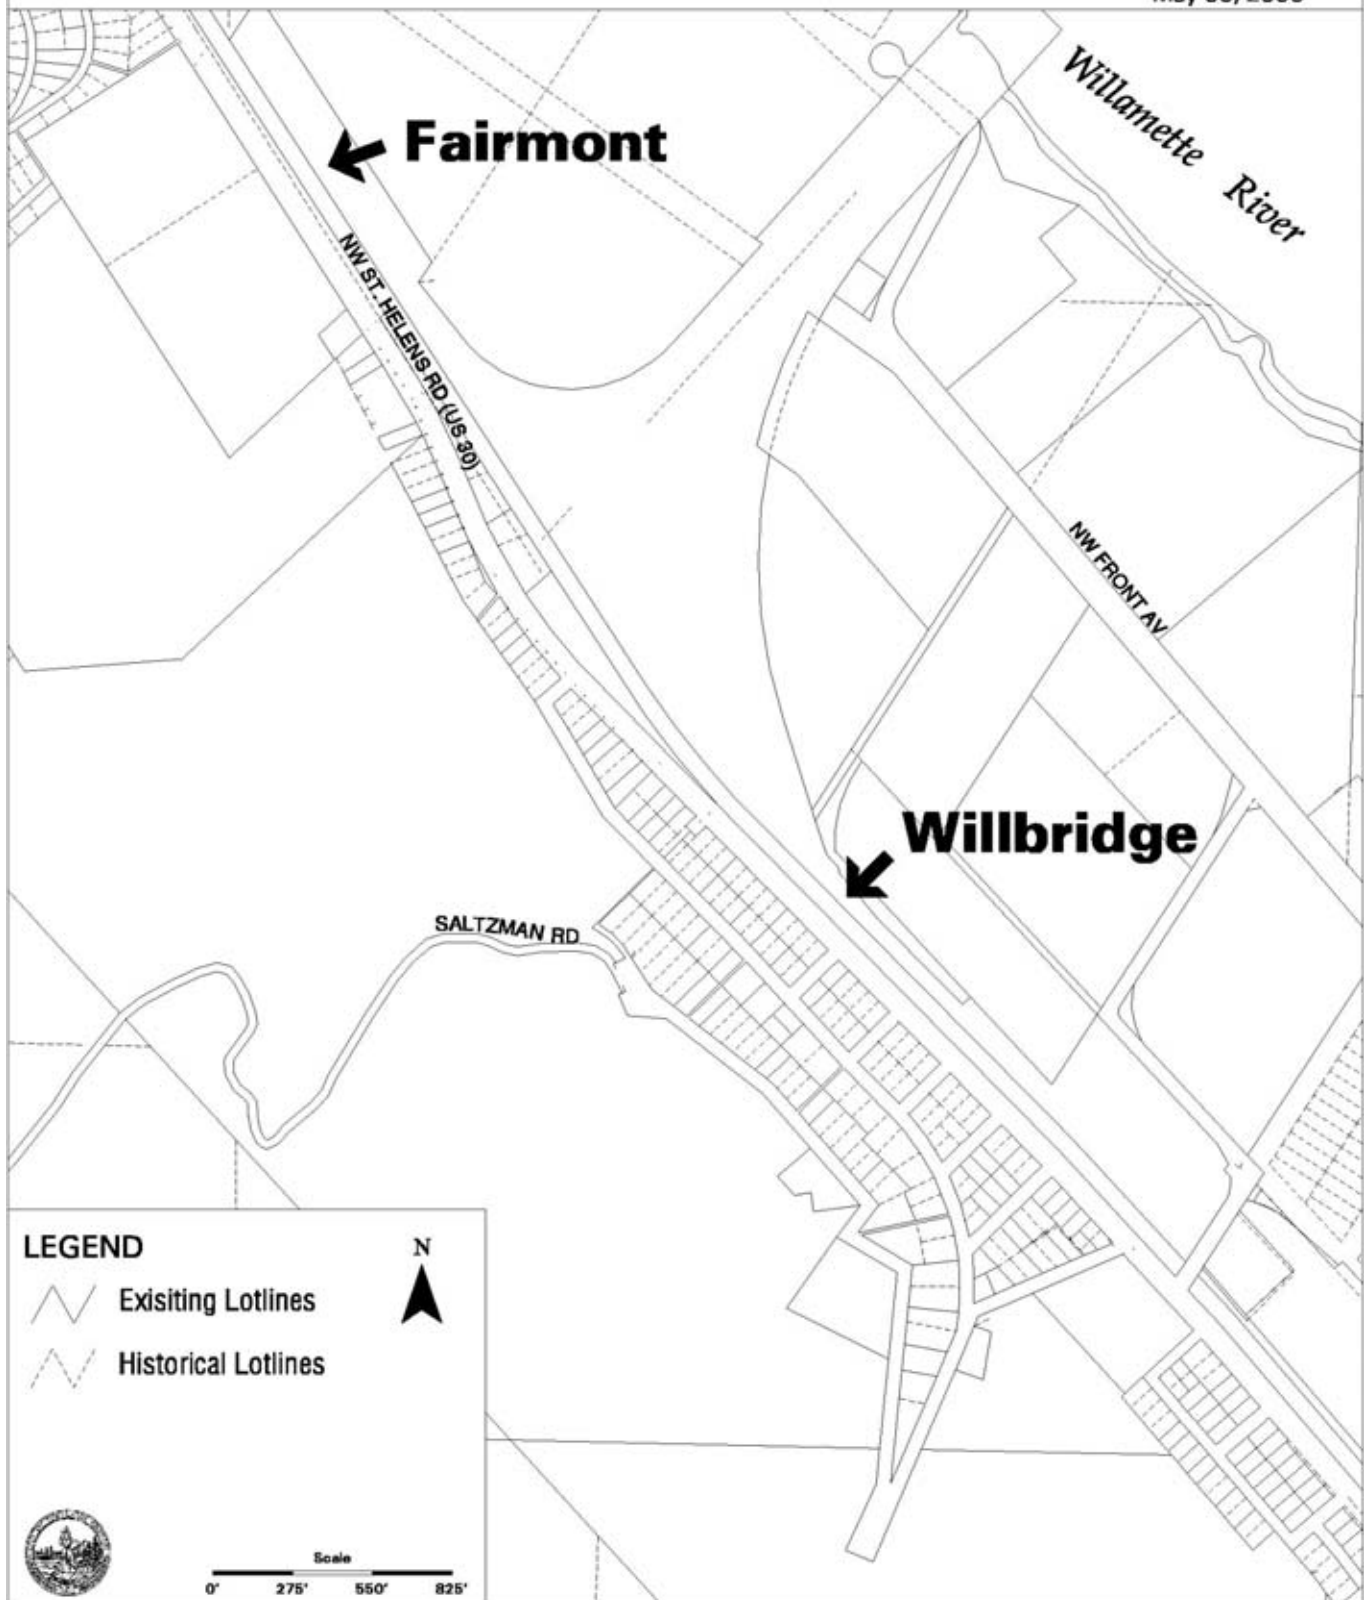 Fairmont
Willamette River
NW ST. HELENS RD (US 30)
NW FRONT AV
Willbridge
SALTZMAN RD
LEGEND
N
Exisiting Lotlines
Historical Lotlines
Scale
0' 275' 550' 825'